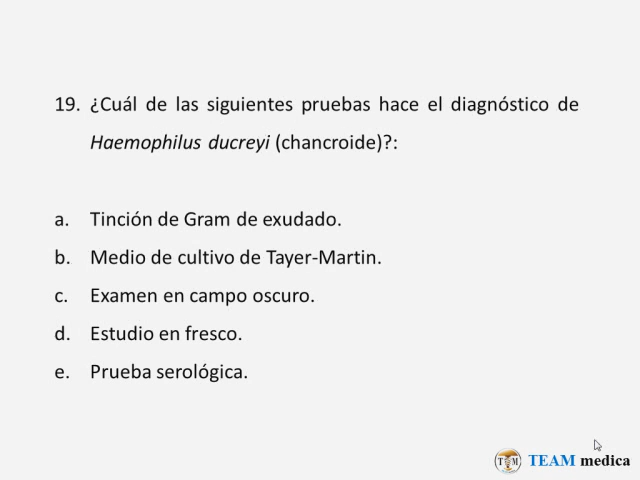 19. ¿Cuál de las siguientes pruebas hace el diagnóstico de
Haemophilus ducreyi (chancroide)?:
a. Tinción de Gram de exudado.
b. Medio de cultivo de Tayer-Martin.
c. Examen en campo oscuro.
d. Estudio en fresco.
e. Prueba serológica.
TM TEAM medica